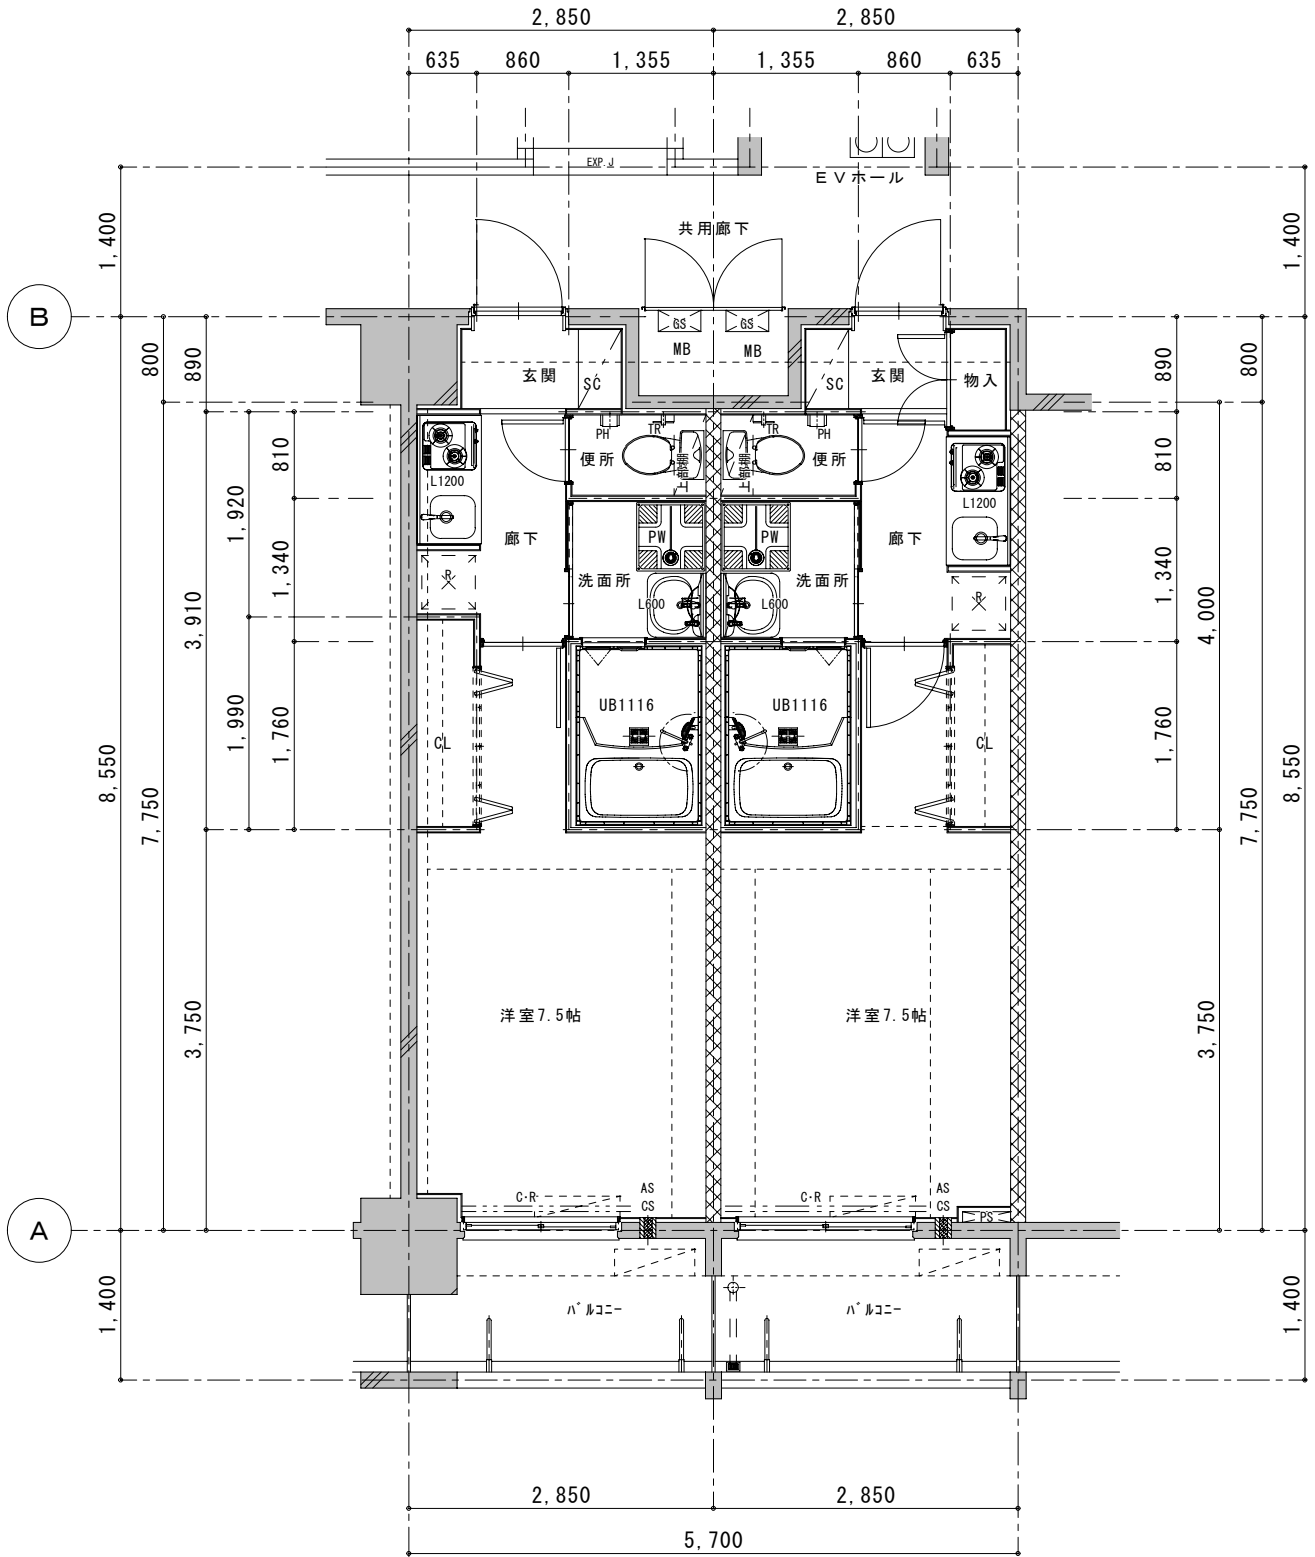 2,850 2,850
635 860 1,355 1,355 860 635
EXP.J
EVホール
1,400 共用廊下 1,400
B
GS GS
MB MB
800 890 玄関 SC SC 玄関 物入 890 800
PH TR TR PH
810 便所 上部棚 上部棚 便所 810
L1200 L1200
1,920
廊下 PW PW 廊下
1,340 R 洗面所 洗面所 R 1,340
L600 L600
3,910 4,000
1,990 1,760 UB1116 UB1116 1,760
CL CL
8,550 7,750 7,750 8,550
3,750 洋室7.5帖 洋室7.5帖 3,750
C・R AS C・R AS
CS CS
PS
A
1,400 バルコニー バルコニー 1,400
2,850 2,850
5,700